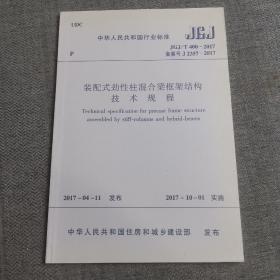 UDC
中华人民共和国行业标准
JGJ
P
JGJ/T 400-2017
备案号 J 2357-2017
装配式劲性柱混合梁框架结构
技术规程
Technical specification for precast frame structure
assembled by stiff-columns and hybrid-beams
2017-04-11 发布
2017-10-01 实施
中华人民共和国住房和城乡建设部 发布